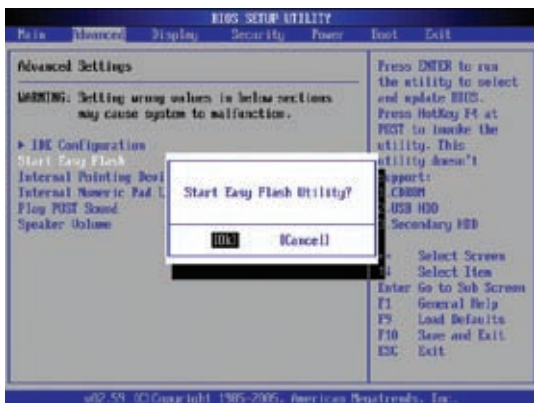 BIOS SETUP UTILITY
Main Advanced Display Security Power Boot Exit
Advanced Settings
WARNING: Setting wrong values in below sections
may cause system to malfunction.
▶ IDE Configuration
Start Easy Flash
Internal Pointing Devi
Internal Numeric Pad L
Play POST Sound
Speaker Volume
Start Easy Flash Utility?
[Ok] [Cancel]
Press ENTER to run
the utility to select
and update BIOS.
Press HotKey F4 at
POST to invoke the
utility. This
utility doesn't
support:
CDROM
USB HDD
Secondary HDD
Select Screen
Select Item
Enter Go to Sub Screen
F1 General Help
F9 Load Defaults
F10 Save and Exit
ESC Exit
v02.59 (C)Copyright 1985-2005, American Megatrends, Inc.